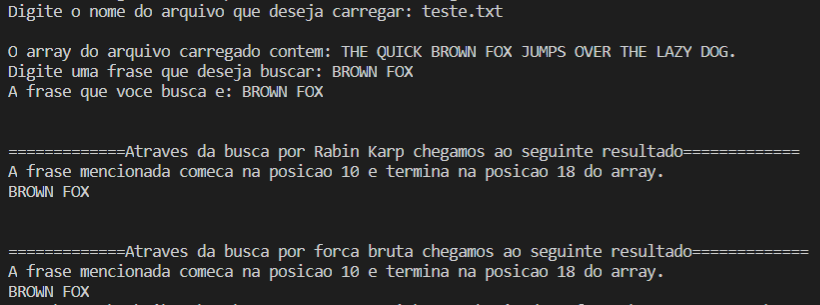 Digite o nome do arquivo que deseja carregar: teste.txt
O array do arquivo carregado contem: THE QUICK BROWN FOX JUMPS OVER THE LAZY DOG.
Digite uma frase que deseja buscar: BROWN FOX
A frase que voce busca e: BROWN FOX
=============Atraves da busca por Rabin Karp chegamos ao seguinte resultado=============
A frase mencionada comeca na posicao 10 e termina na posicao 18 do array.
BROWN FOX
=============Atraves da busca por forca bruta chegamos ao seguinte resultado=============
A frase mencionada comeca na posicao 10 e termina na posicao 18 do array.
BROWN FOX